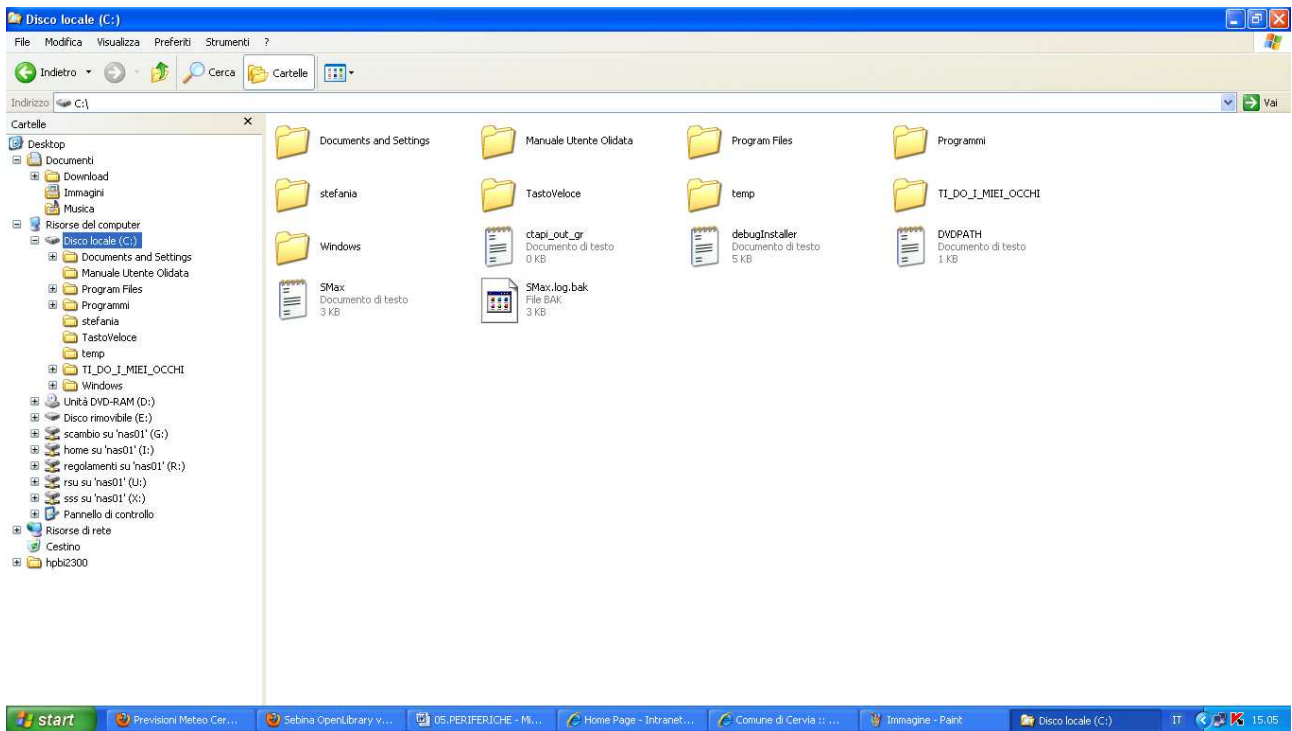 Disco locale (C:)
File Modifica Visualizza Preferiti Strumenti ?
Indietro Cerca Cartelle
Indirizzo C:\ Vai
Cartelle x
Desktop
Documenti
Download
Immagini
Musica
Risorse del computer
Disco locale (C:)
Documents and Settings
Manuale Utente Olidata
Program Files
Programmi
stefania
TastoVeloce
temp
TI_DO_I_MIEI_OCCHI
Windows
Unità DVD-RAM (D:)
Disco rimovibile (E:)
scambio su 'nas01' (G:)
home su 'nas01' (I:)
regolamenti su 'nas01' (R:)
rsu su 'nas01' (U:)
sss su 'nas01' (X:)
Pannello di controllo
Risorse di rete
Cestino
hpbi2300
Documents and Settings
Manuale Utente Olidata
Program Files
Programmi
stefania
TastoVeloce
temp
TI_DO_I_MIEI_OCCHI
Windows
ctapi_out_gr
Documento di testo
0 KB
debugInstaller
Documento di testo
5 KB
DVDPATH
Documento di testo
1 KB
SMax
Documento di testo
3 KB
SMax.log.bak
File BAK
3 KB
start
Previsioni Meteo Cer...
Sebina OpenLibrary v...
05.PERIFERICHE - Mi...
Home Page - Intranet...
Comune di Cervia :: ...
Immagine - Paint
Disco locale (C:)
IT
15.05